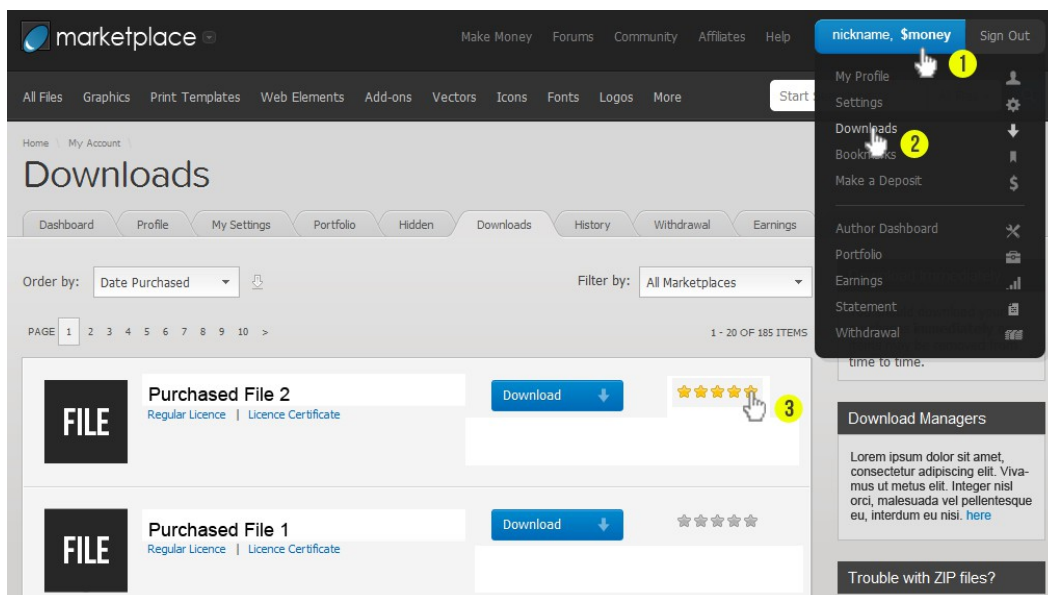 marketplace
Make Money Forums Community Affiliates Help
nickname, $money Sign Out
1
All Files Graphics Print Templates Web Elements Add-ons Vectors Icons Fonts Logos More
Start
My Profile
Settings
Downloads
2
Bookmarks
Make a Deposit
$
Author Dashboard
Portfolio
Earnings
Statement
Withdrawal
time to time.
Home \ My Account \
Downloads
Dashboard Profile My Settings Portfolio Hidden Downloads History Withdrawal Earnings
Order by: Date Purchased
Filter by: All Marketplaces
PAGE 1 2 3 4 5 6 7 8 9 10 >
1 - 20 OF 185 ITEMS
FILE
Purchased File 2
Regular Licence | Licence Certificate
Download
3
FILE
Purchased File 1
Regular Licence | Licence Certificate
Download
Download Managers
Lorem ipsum dolor sit amet,
consectetur adipiscing elit. Viva-
mus ut metus elit. Integer nisl
orci, malesuada vel pellentesque
eu, interdum eu nisi. here
Trouble with ZIP files?